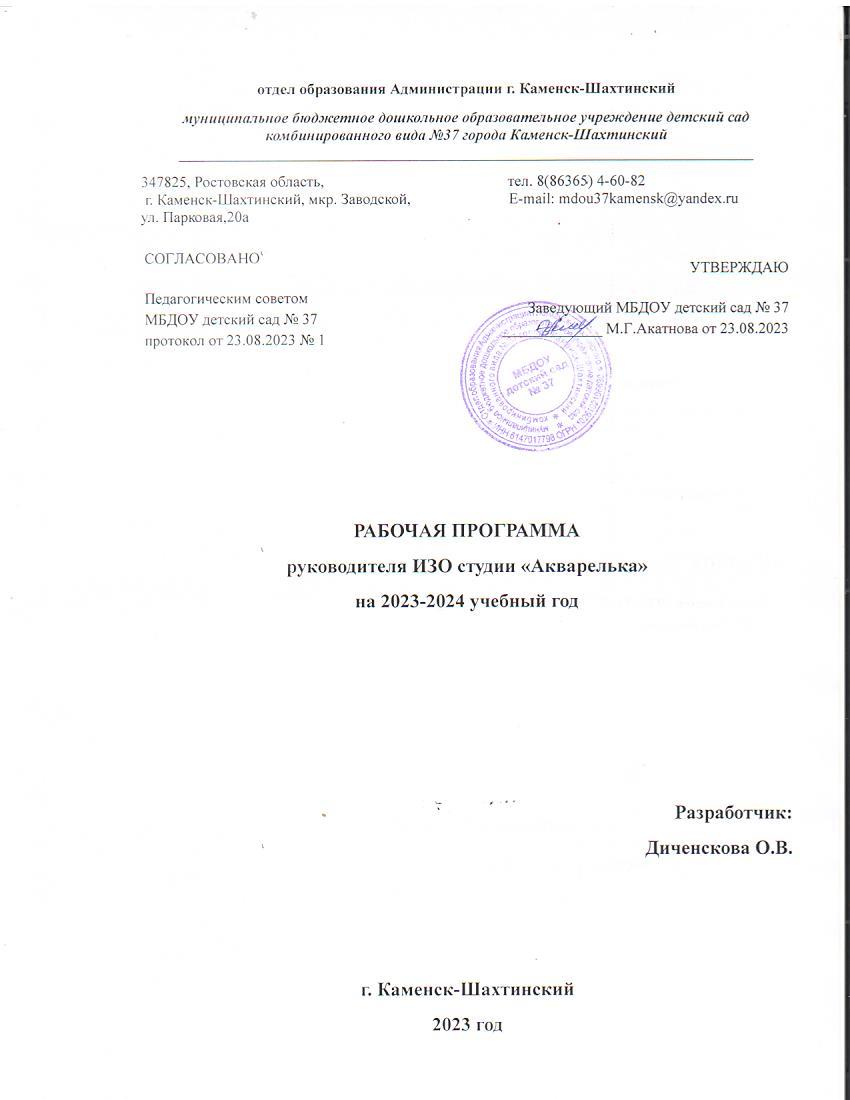 отдел образования Администрации г. Каменск-Шахтинский
муниципальное бюджетное дошкольное образовательное учреждение детский сад
комбинированного вида №37 города Каменск-Шахтинский
347825, Ростовская область,
г. Каменск-Шахтинский, мкр. Заводской,
ул. Парковая,20а
тел. 8(86365) 4-60-82
E-mail: mdou37kamensk@yandex.ru
СОГЛАСОВАНО
Педагогическим советом
МБДОУ детский сад № 37
протокол от 23.08.2023 № 1
УТВЕРЖДАЮ
Заведующий МБДОУ детский сад № 37
М.Г.Акатнова от 23.08.2023
МБДОУ
детский сад
№ 37
РАБОЧАЯ ПРОГРАММА
руководителя ИЗО студии «Акварелька»
на 2023-2024 учебный год
Разработчик:
Диченскова О.В.
г. Каменск-Шахтинский
2023 год